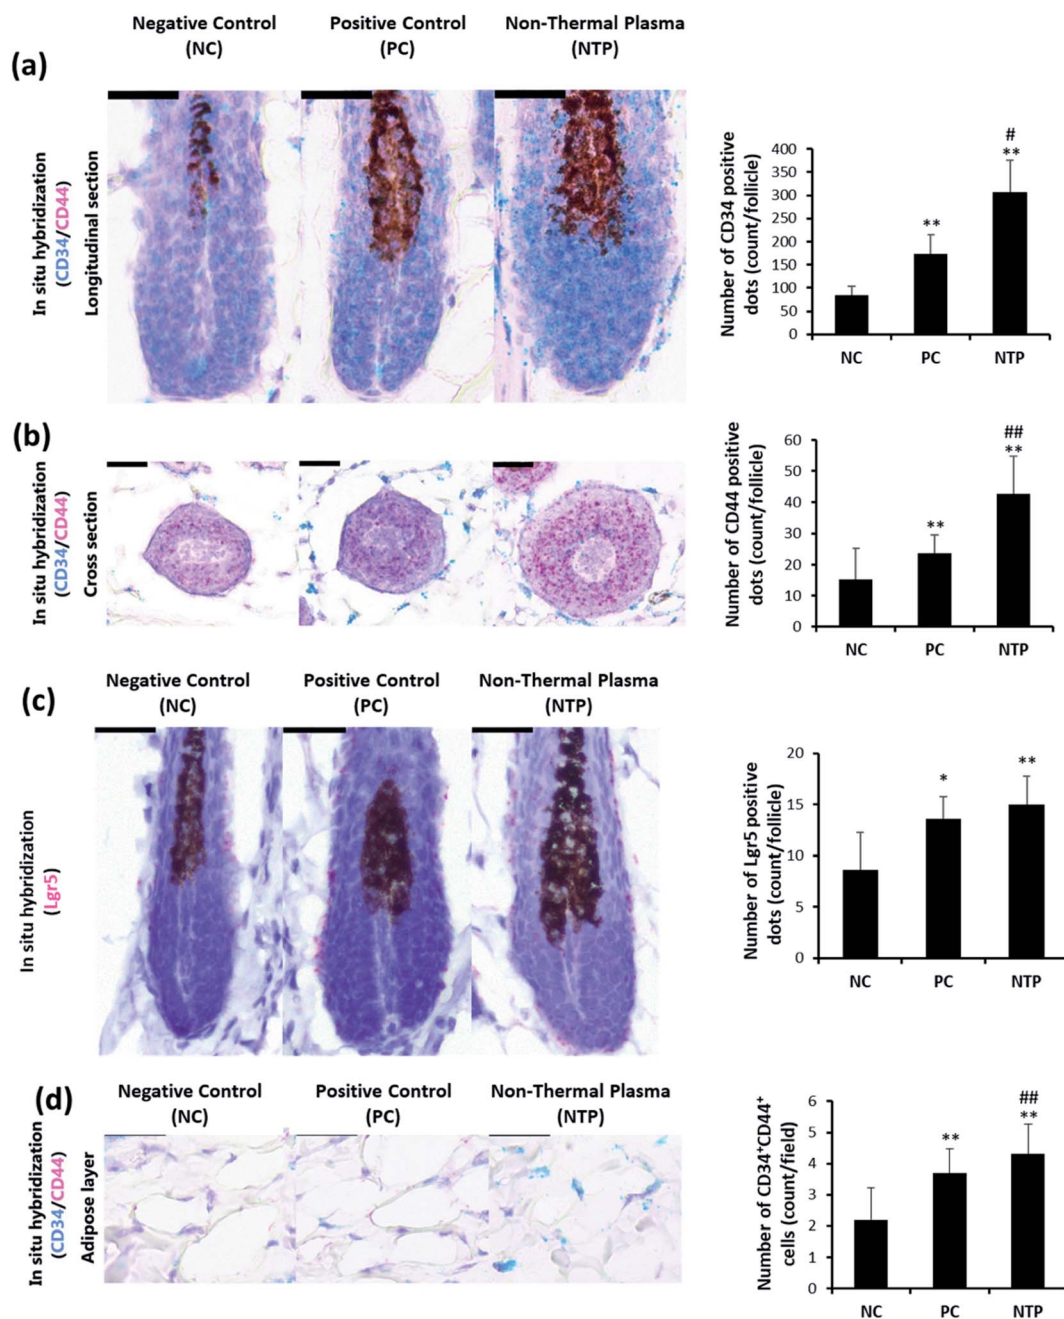 Negative Control
(NC)
Positive Control
(PC)
Non-Thermal Plasma
(NTP)
(a)
In situ hybridization
(CD34/CD44)
Longitudinal section
Number of CD34 positive
dots (count/follicle)
400
350
300
250
200
150
100
50
0
**
#
**
NC
PC
NTP
(b)
In situ hybridization
(CD34/CD44)
Cross section
Number of CD44 positive
dots (count/follicle)
60
50
40
30
20
10
0
**
##
**
NC
PC
NTP
Negative Control
(NC)
Positive Control
(PC)
Non-Thermal Plasma
(NTP)
(c)
In situ hybridization
(Lgr5)
Number of Lgr5 positive
dots (count/follicle)
20
15
10
5
0
*
**
NC
PC
NTP
Negative Control
(NC)
Positive Control
(PC)
Non-Thermal Plasma
(NTP)
(d)
In situ hybridization
(CD34/CD44)
Adipose layer
Number of CD34⁺CD44⁺
cells (count/field)
6
5
4
3
2
1
0
**
##
**
NC
PC
NTP